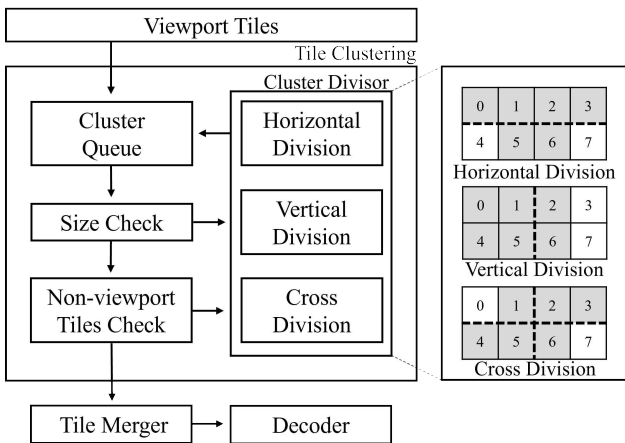 Viewport Tiles
Tile Clustering
Cluster Divisor
Cluster
Queue
Size Check
Non-viewport
Tiles Check
Horizontal
Division
Vertical
Division
Cross
Division
Tile Merger
Decoder
0 1 2 3
4 5 6 7
Horizontal Division
0 1 2 3
4 5 6 7
Vertical Division
0 1 2 3
4 5 6 7
Cross Division